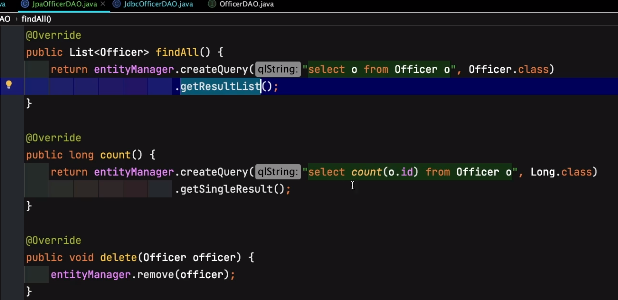 va JpaOfficerDAO.java × JdbcOfficerDAO.java × OfficerDAO.java
AO › findAll()
@Override
public List<Officer> findAll() {
return entityManager.createQuery( qlString: "select o from Officer o", Officer.class)
.getResultList();
}
@Override
public long count() {
return entityManager.createQuery( qlString: "select count(o.id) from Officer o", Long.class)
.getSingleResult();
}
@Override
public void delete(Officer officer) {
entityManager.remove(officer);
}